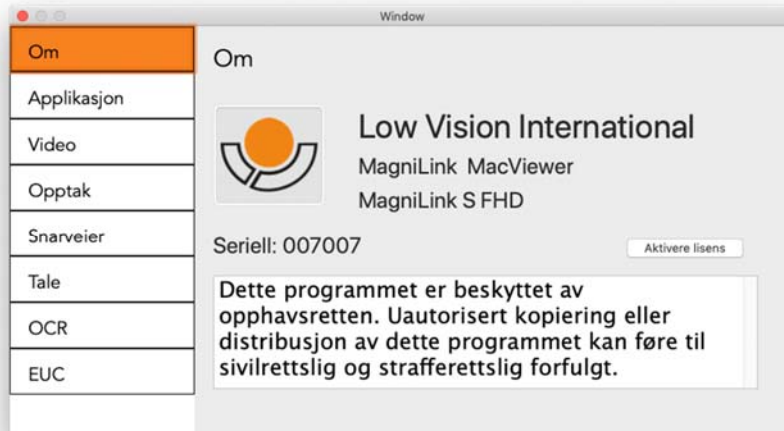 Window
Om
Applikasjon
Video
Opptak
Snarveier
Tale
OCR
EUC
Om
Low Vision International
MagniLink MacViewer
MagniLink S FHD
Seriell: 007007
Aktivere lisens
Dette programmet er beskyttet av
opphavsretten. Uautorisert kopiering eller
distribusjon av dette programmet kan føre til
sivilrettslig og strafferettslig forfulgt.